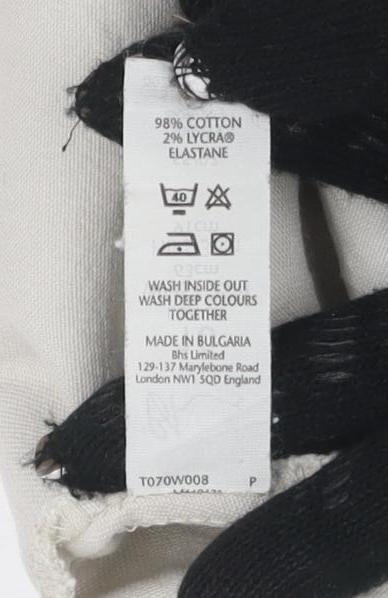 98% COTTON
2% LYCRA®
ELASTANE
40
WASH INSIDE OUT
WASH DEEP COLOURS
TOGETHER
MADE IN BULGARIA
Bhs Limited
129-137 Marylebone Road
London NW1 5QD England
T070W008 P